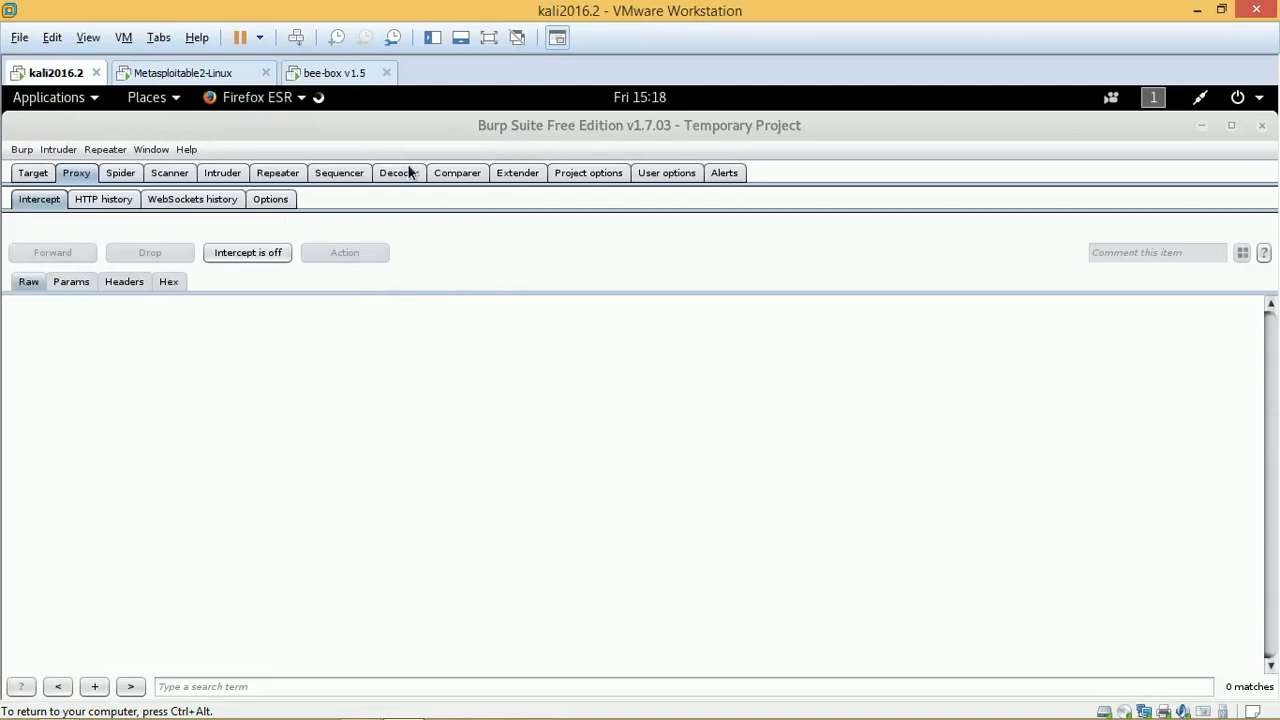 kali2016.2 - VMware Workstation
File Edit View VM Tabs Help
kali2016.2 Metasploitable2-Linux bee-box v1.5
Applications Places Firefox ESR Fri 15:18 1
Burp Suite Free Edition v1.7.03 - Temporary Project
Burp Intruder Repeater Window Help
Target Proxy Spider Scanner Intruder Repeater Sequencer Decoder Comparer Extender Project options User options Alerts
Intercept HTTP history WebSockets history Options
Forward Drop Intercept is off Action Comment this item ?
Raw Params Headers Hex
? < + > Type a search term 0 matches
To return to your computer, press Ctrl+Alt.